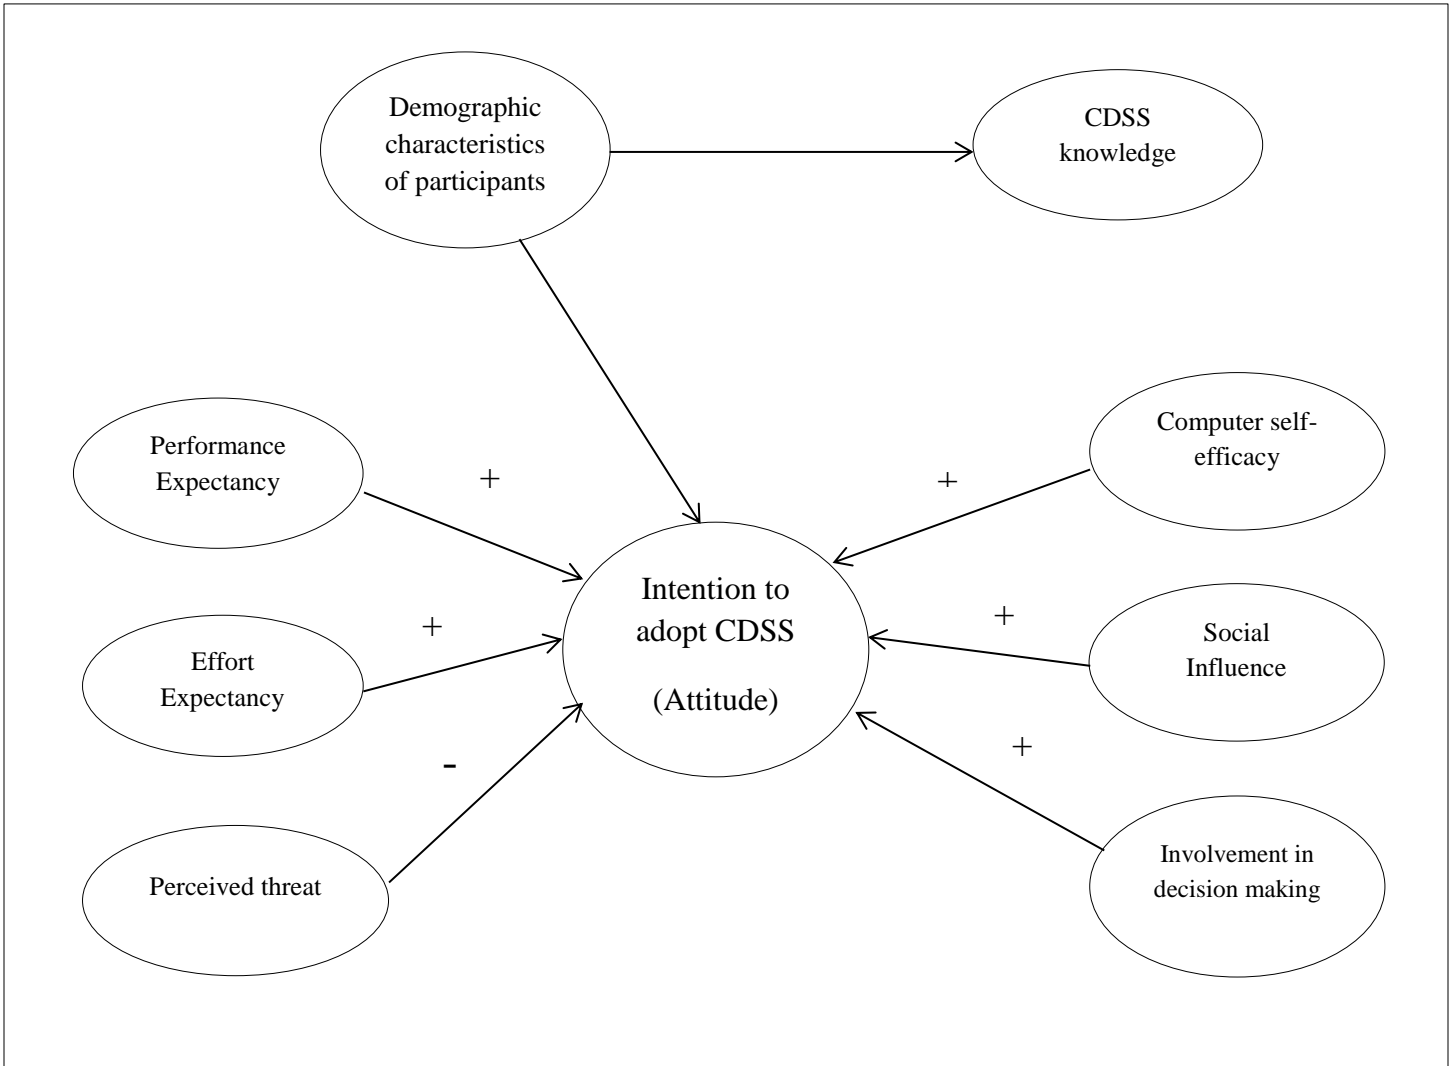 Demographic
characteristics
of participants
CDSS
knowledge
Performance
Expectancy
+
Computer self-
efficacy
+
Intention to
adopt CDSS
(Attitude)
Effort
Expectancy
+
Social
Influence
+
Perceived threat
-
Involvement in
decision making
+